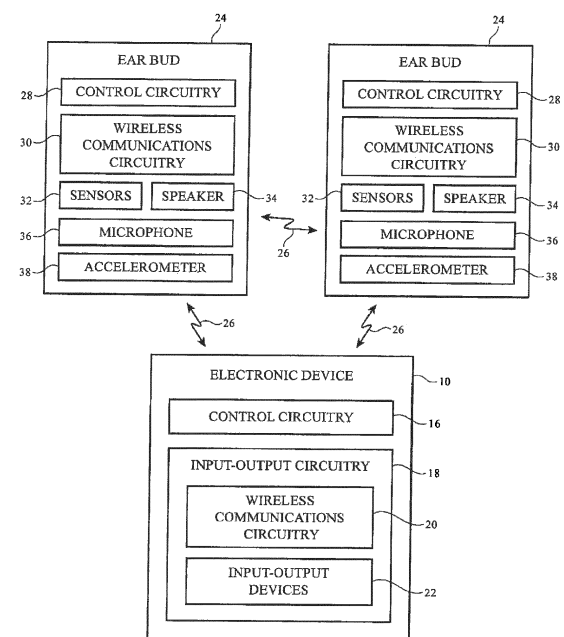 24
EAR BUD
28
CONTROL CIRCUITRY
30
WIRELESS
COMMUNICATIONS
CIRCUITRY
32
SENSORS
SPEAKER
34
36
MICROPHONE
38
ACCELEROMETER
24
EAR BUD
CONTROL CIRCUITRY
28
WIRELESS
COMMUNICATIONS
CIRCUITRY
30
32
SENSORS
SPEAKER
34
MICROPHONE
36
ACCELEROMETER
38
26
26
26
ELECTRONIC DEVICE
10
CONTROL CIRCUITRY
16
INPUT-OUTPUT CIRCUITRY
18
WIRELESS
COMMUNICATIONS
CIRCUITRY
20
INPUT-OUTPUT
DEVICES
22